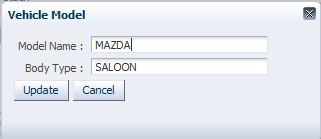 Vehicle Model
Model Name : MAZDA
Body Type : SALOON
Update Cancel